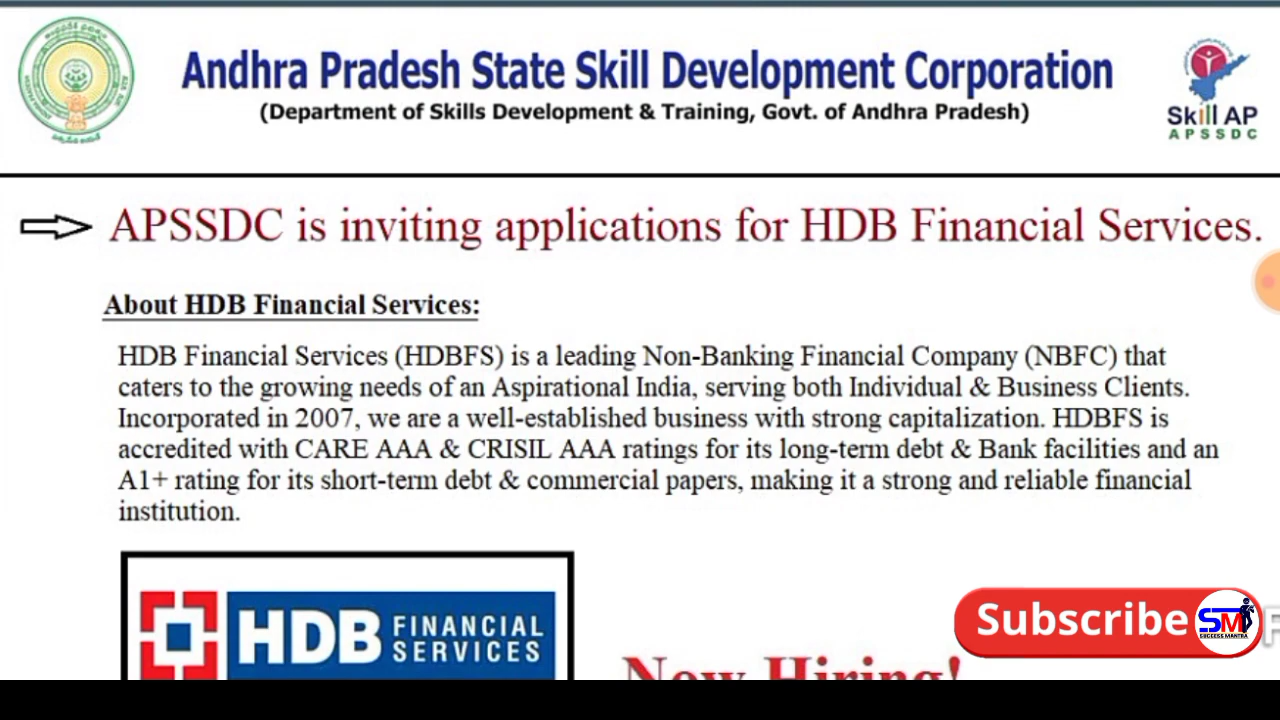 Andhra Pradesh State Skill Development Corporation
(Department of Skills Development & Training, Govt. of Andhra Pradesh)
Skill AP
APSSDC
APSSDC is inviting applications for HDB Financial Services.
About HDB Financial Services:
HDB Financial Services (HDBFS) is a leading Non-Banking Financial Company (NBFC) that
caters to the growing needs of an Aspirational India, serving both Individual & Business Clients.
Incorporated in 2007, we are a well-established business with strong capitalization. HDBFS is
accredited with CARE AAA & CRISIL AAA ratings for its long-term debt & Bank facilities and an
A1+ rating for its short-term debt & commercial papers, making it a strong and reliable financial
institution.
HDB FINANCIAL
SERVICES
Now Hiring!
Subscribe
SM
SUCCESS MANTRA